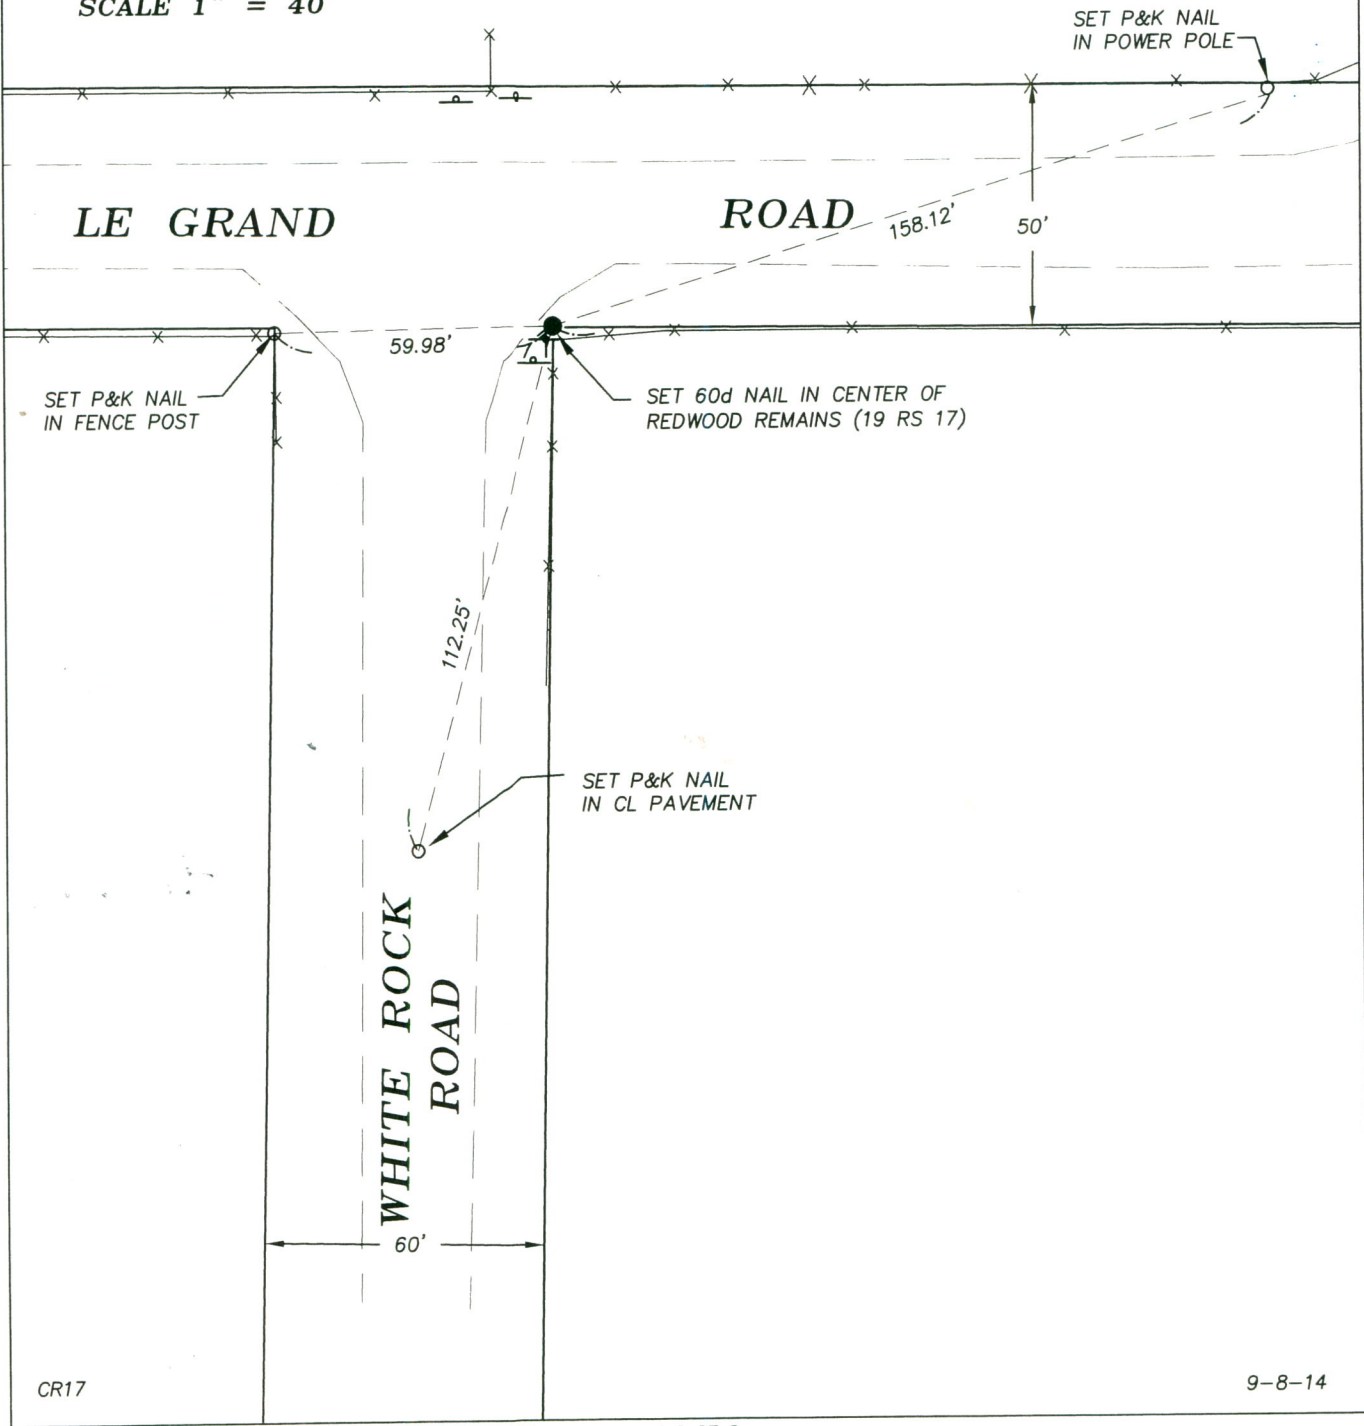 SCALE 1" = 40'
SET P&K NAIL
IN POWER POLE
LE GRAND ROAD
158.12'
50'
59.98'
SET P&K NAIL
IN FENCE POST
SET 60d NAIL IN CENTER OF
REDWOOD REMAINS (19 RS 17)
112.25'
SET P&K NAIL
IN CL PAVEMENT
WHITE ROCK
ROAD
60'
CR17
9-8-14